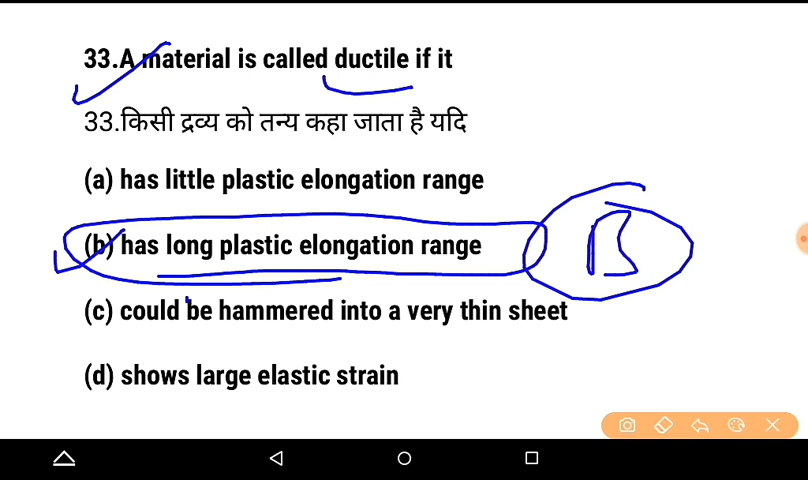 33.A material is called ductile if it
33.किसी द्रव्य को तन्य कहा जाता है यदि
(a) has little plastic elongation range
(b) has long plastic elongation range
B
(c) could be hammered into a very thin sheet
(d) shows large elastic strain